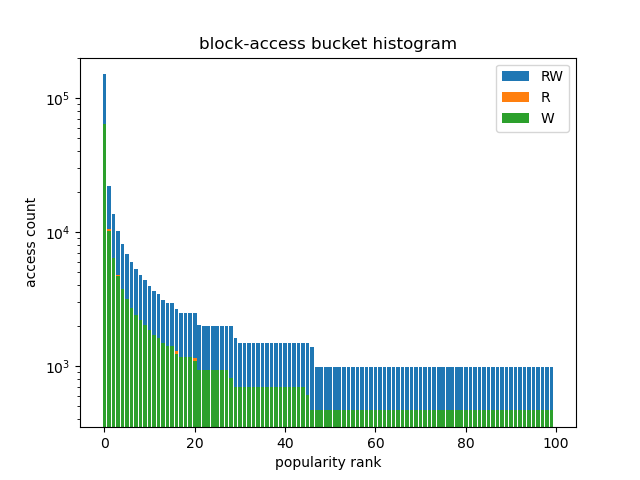 block-access bucket histogram
RW
R
W
10^5
10^4
10^3
access count
0 20 40 60 80 100
popularity rank